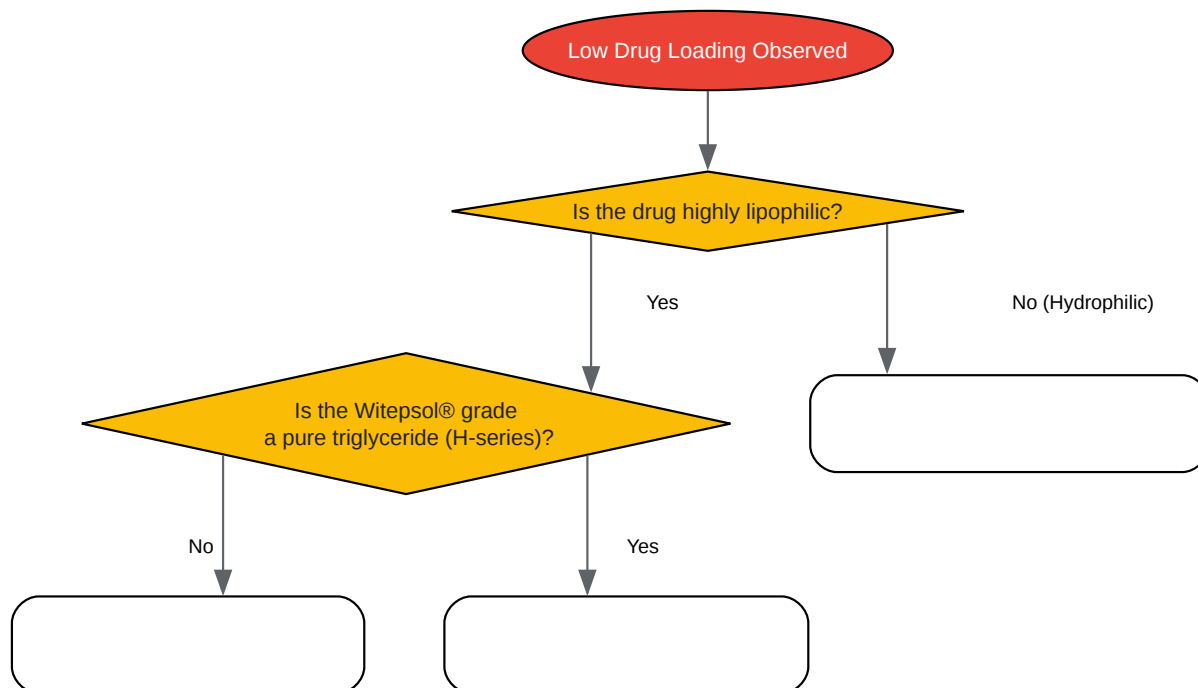 Low Drug Loading Observed
Is the drug highly lipophilic?
Yes
No (Hydrophilic)
Is the Witepsol® grade
a pure triglyceride (H-series)?
No
Yes